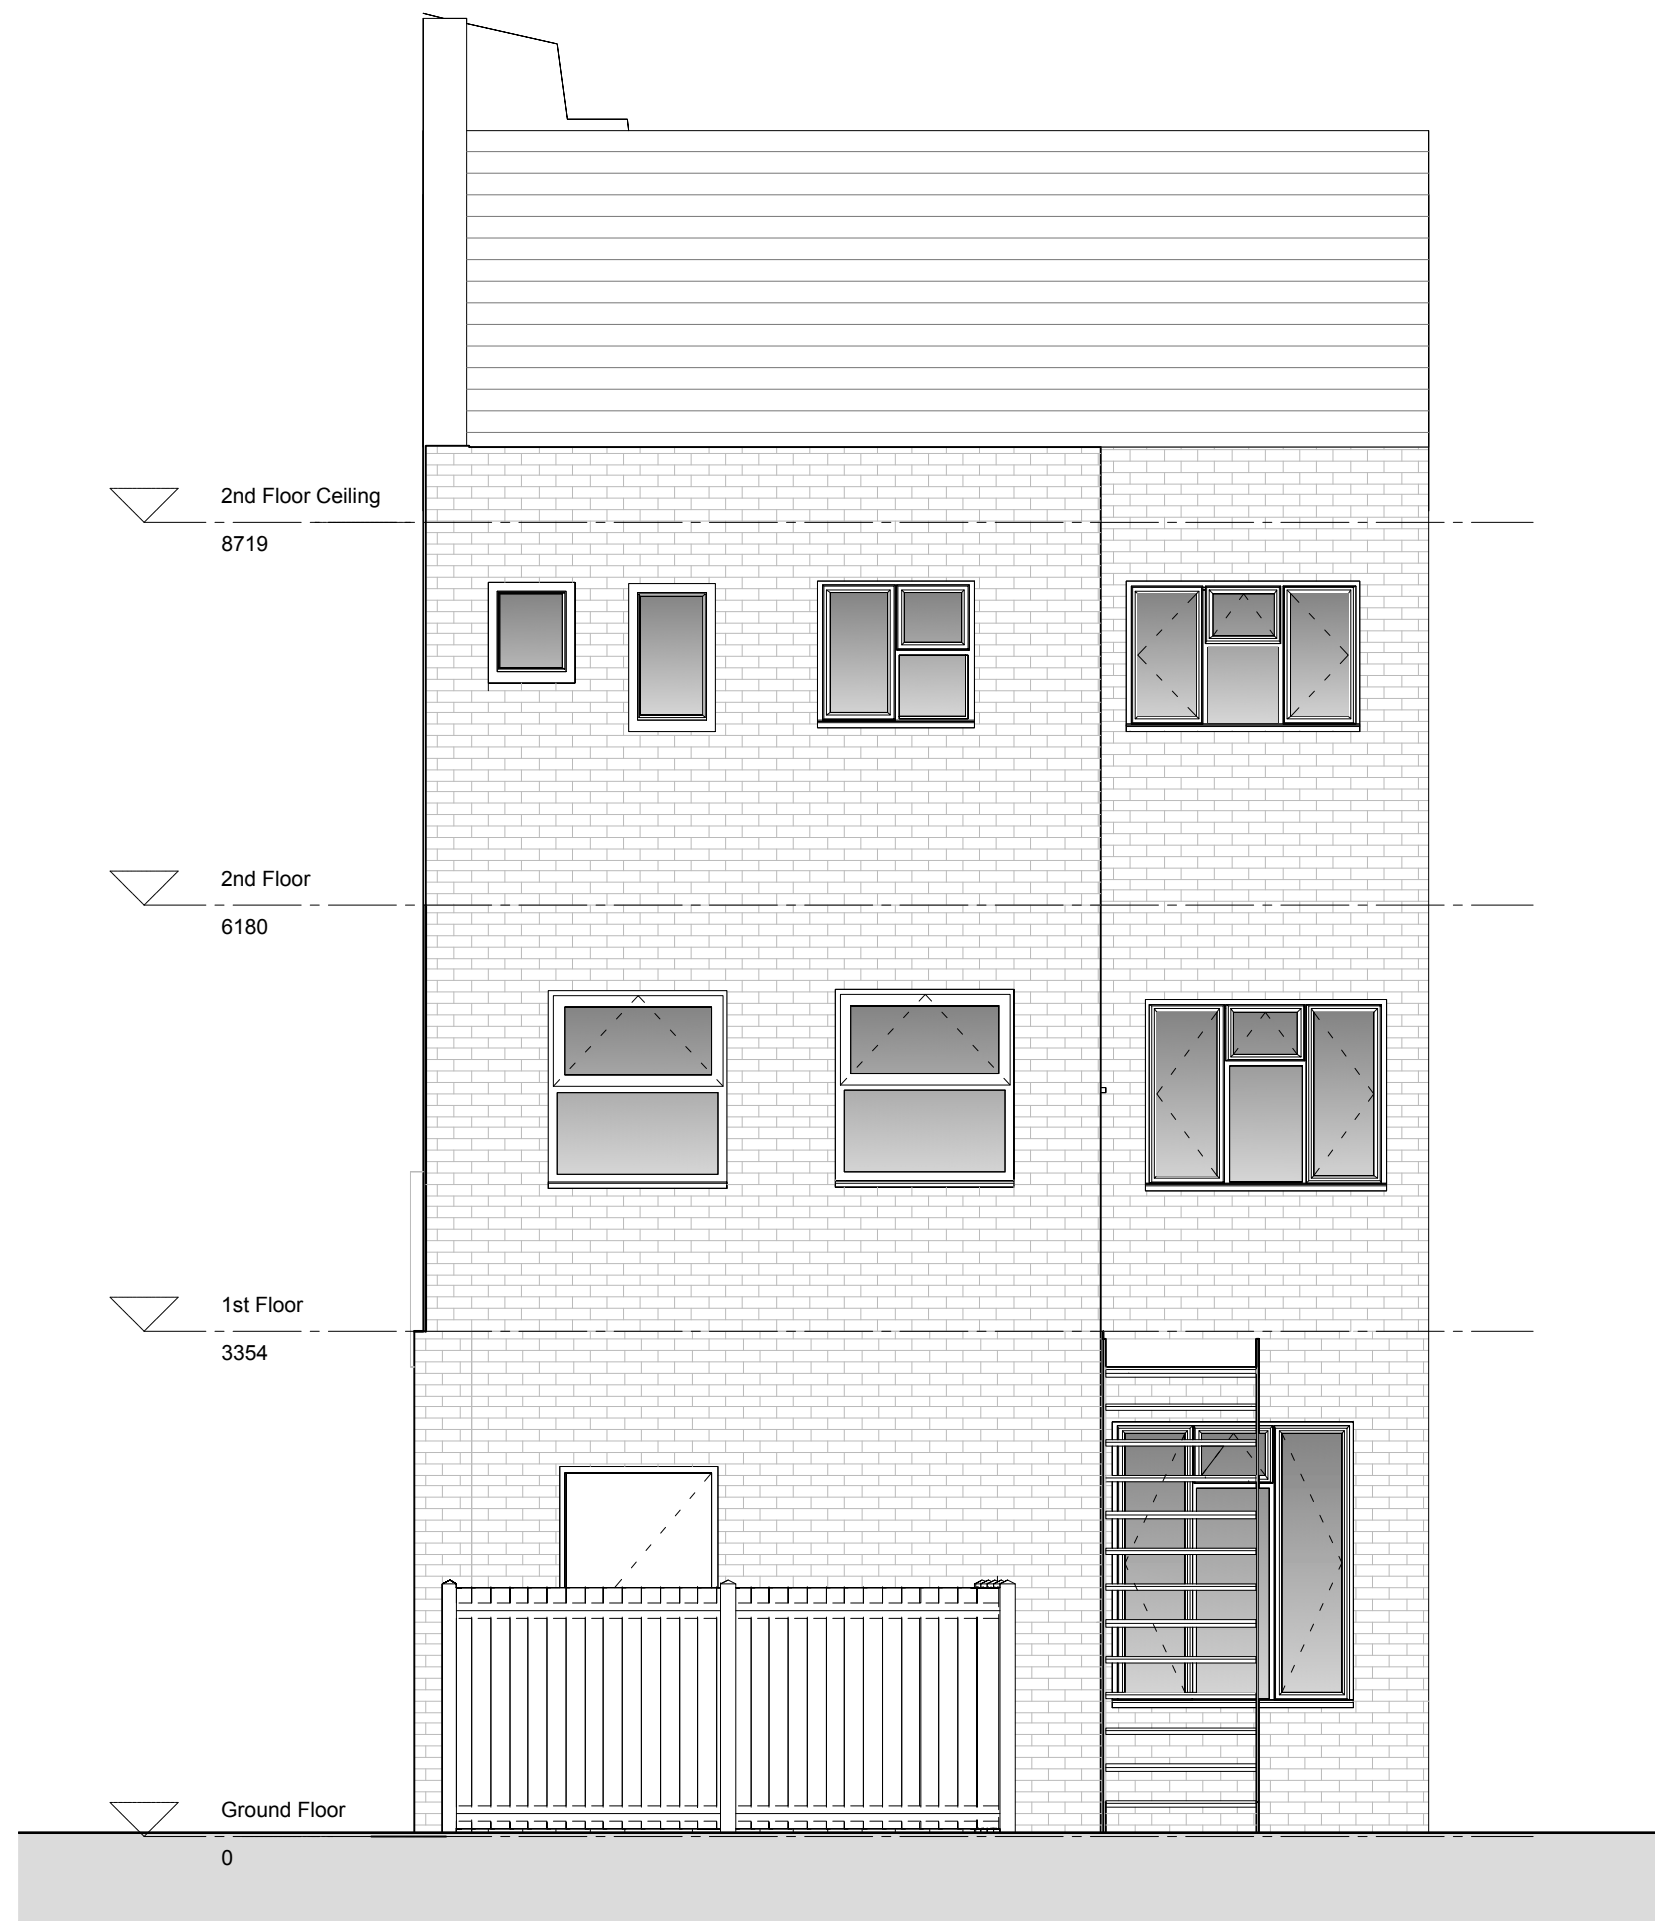 2nd Floor Ceiling
8719
2nd Floor
6180
1st Floor
3354
Ground Floor
0